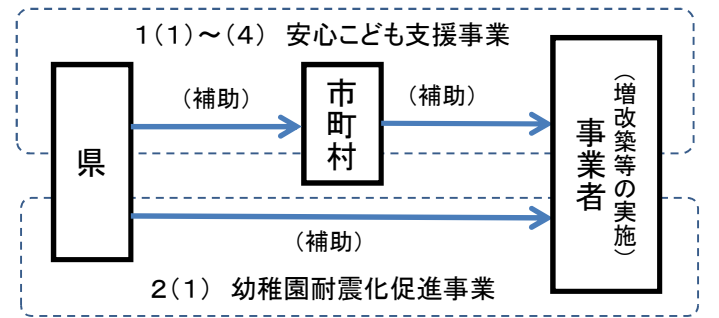 1(1)~(4) 安心こども支援事業
県
(補助)
市町村
(補助)
事業者
(増改築等の実施)
(補助)
2(1) 幼稚園耐震化促進事業